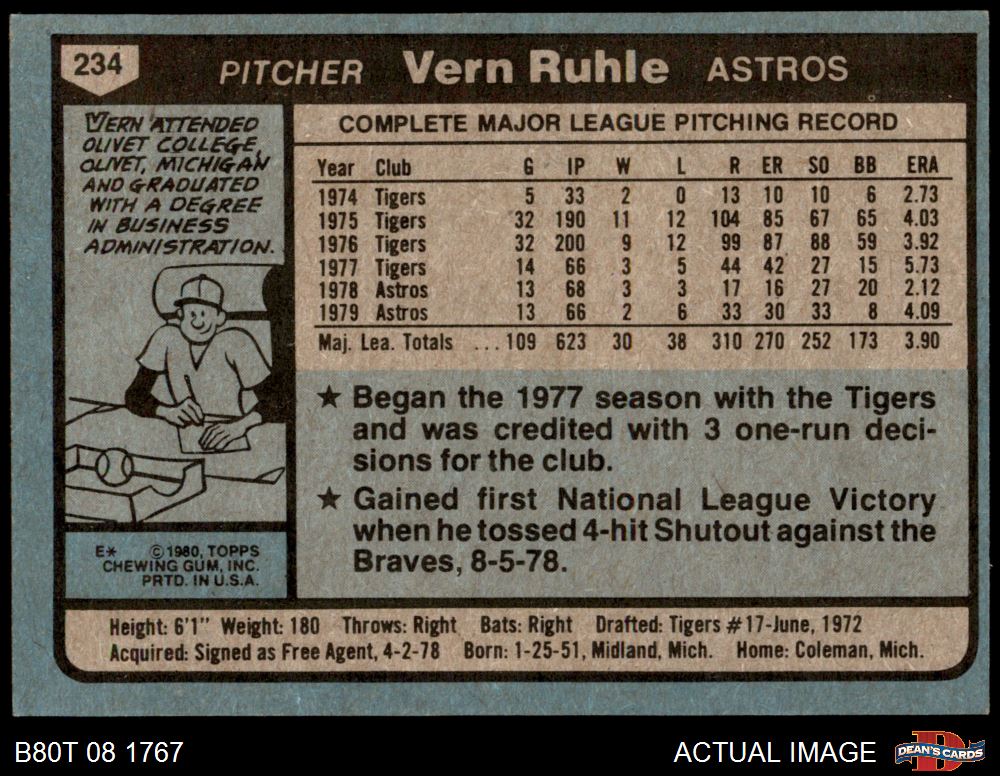 234 PITCHER Vern Ruhle ASTROS
VERN ATTENDED
OLIVET COLLEGE,
OLIVET, MICHIGAN
AND GRADUATED
WITH A DEGREE
IN BUSINESS
ADMINISTRATION.
COMPLETE MAJOR LEAGUE PITCHING RECORD
Year Club G IP W L R ER SO BB ERA
1974 Tigers 5 33 2 0 13 10 10 6 2.73
1975 Tigers 32 190 11 12 104 85 67 65 4.03
1976 Tigers 32 200 9 12 99 87 88 59 3.92
1977 Tigers 14 66 3 5 44 42 27 15 5.73
1978 Astros 13 68 3 3 17 16 27 20 2.12
1979 Astros 13 66 2 6 33 30 33 8 4.09
Maj. Lea. Totals ...109 623 30 38 310 270 252 173 3.90
★ Began the 1977 season with the Tigers
and was credited with 3 one-run deci-
sions for the club.
★ Gained first National League Victory
when he tossed 4-hit Shutout against the
Braves, 8-5-78.
E* © 1980, TOPPS
CHEWING GUM, INC.
PRTD. IN U.S.A.
Height: 6'1" Weight: 180 Throws: Right Bats: Right Drafted: Tigers #17-June, 1972
Acquired: Signed as Free Agent, 4-2-78 Born: 1-25-51, Midland, Mich. Home: Coleman, Mich.
B80T 08 1767 ACTUAL IMAGE DEAN'S CARDS